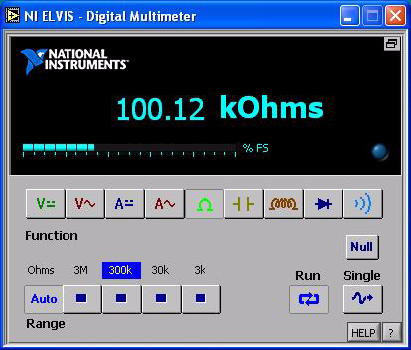 NI ELVIS - Digital Multimeter
NATIONAL
INSTRUMENTS™
100.12 kOhms
% FS
V= V~ A= A~ Ω
Function
Null
Ohms 3M 300k 30k 3k
Run Single
Auto
Range
HELP ?